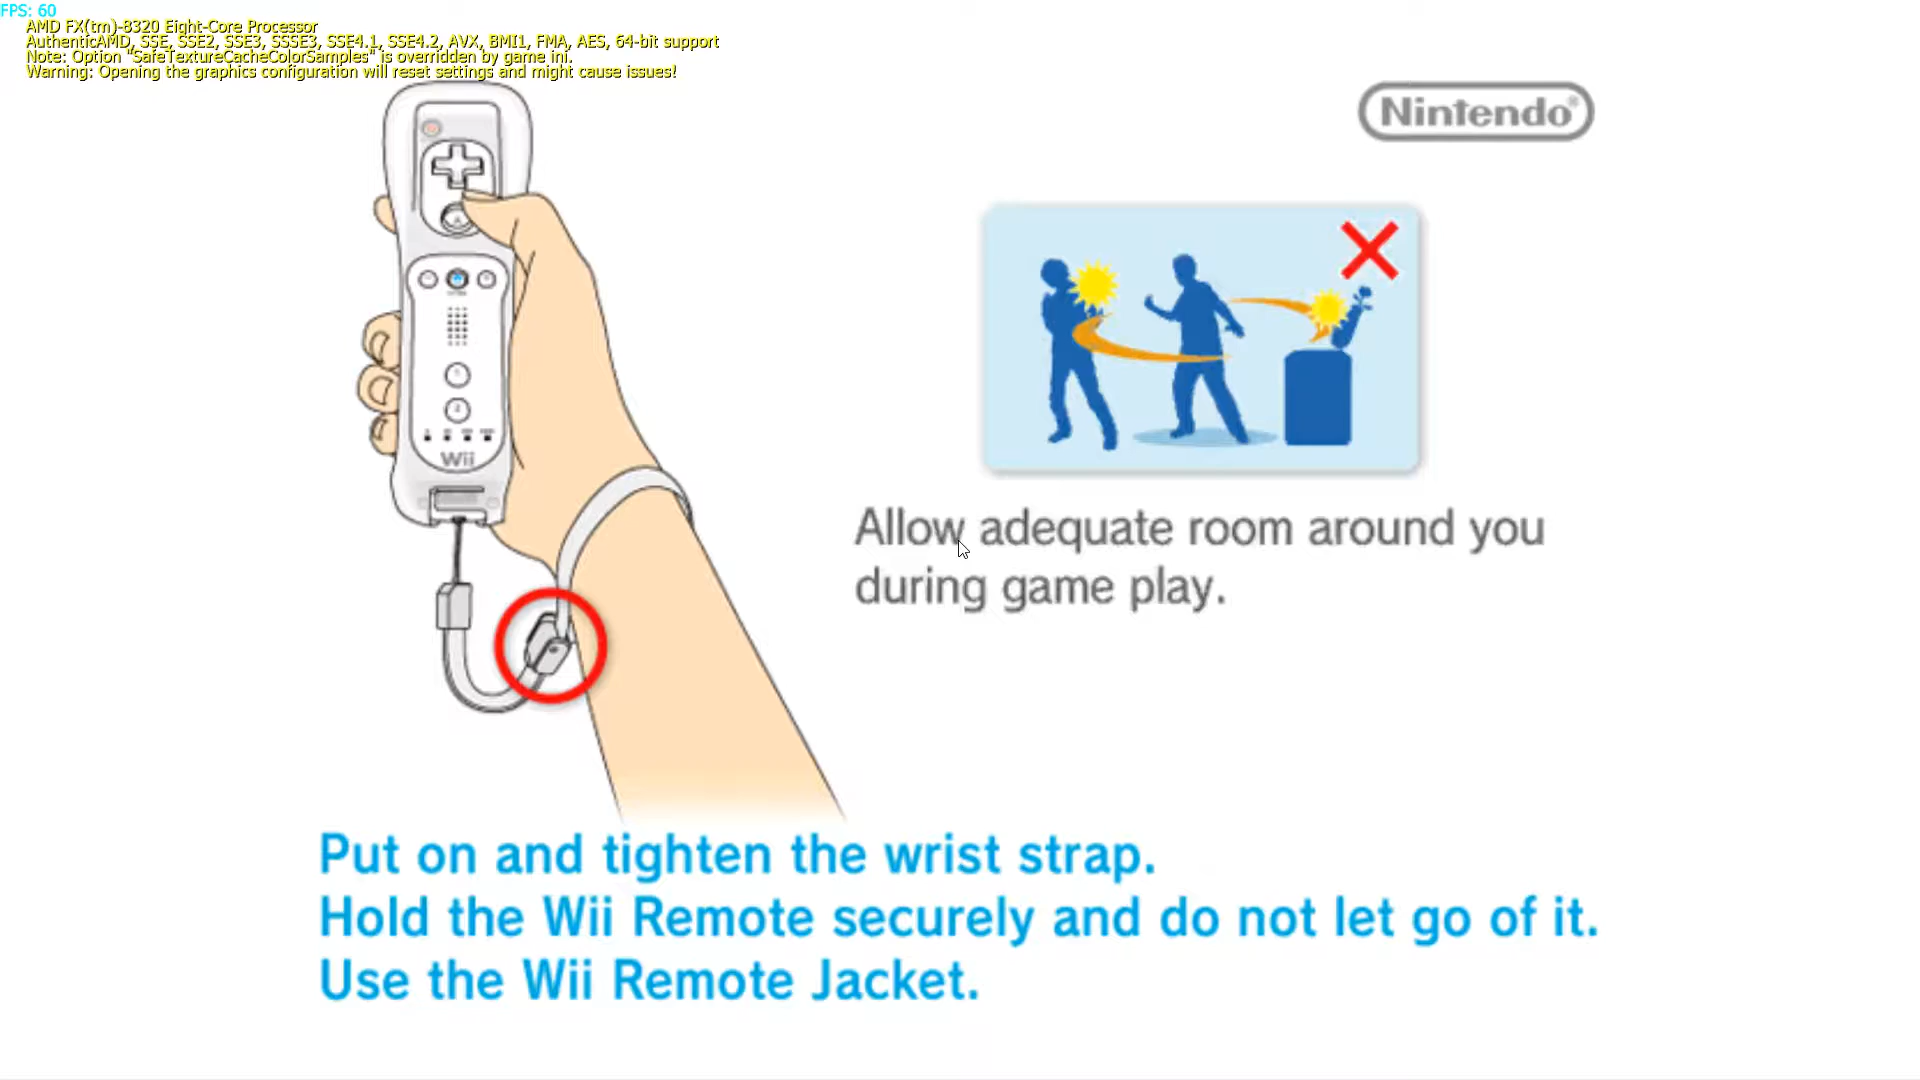 FPS: 60
AMD FX(tm)-8320 Eight-Core Processor
AuthenticAMD, SSE, SSE2, SSE3, SSSE3, SSE4.1, SSE4.2, AVX, BMI1, FMA, AES, 64-bit support
Note: Option "SafeTextureCacheColorSamples" is overridden by game ini.
Warning: Opening the graphics configuration will reset settings and might cause issues!
Nintendo®
Wii
Allow adequate room around you
during game play.
Put on and tighten the wrist strap.
Hold the Wii Remote securely and do not let go of it.
Use the Wii Remote Jacket.